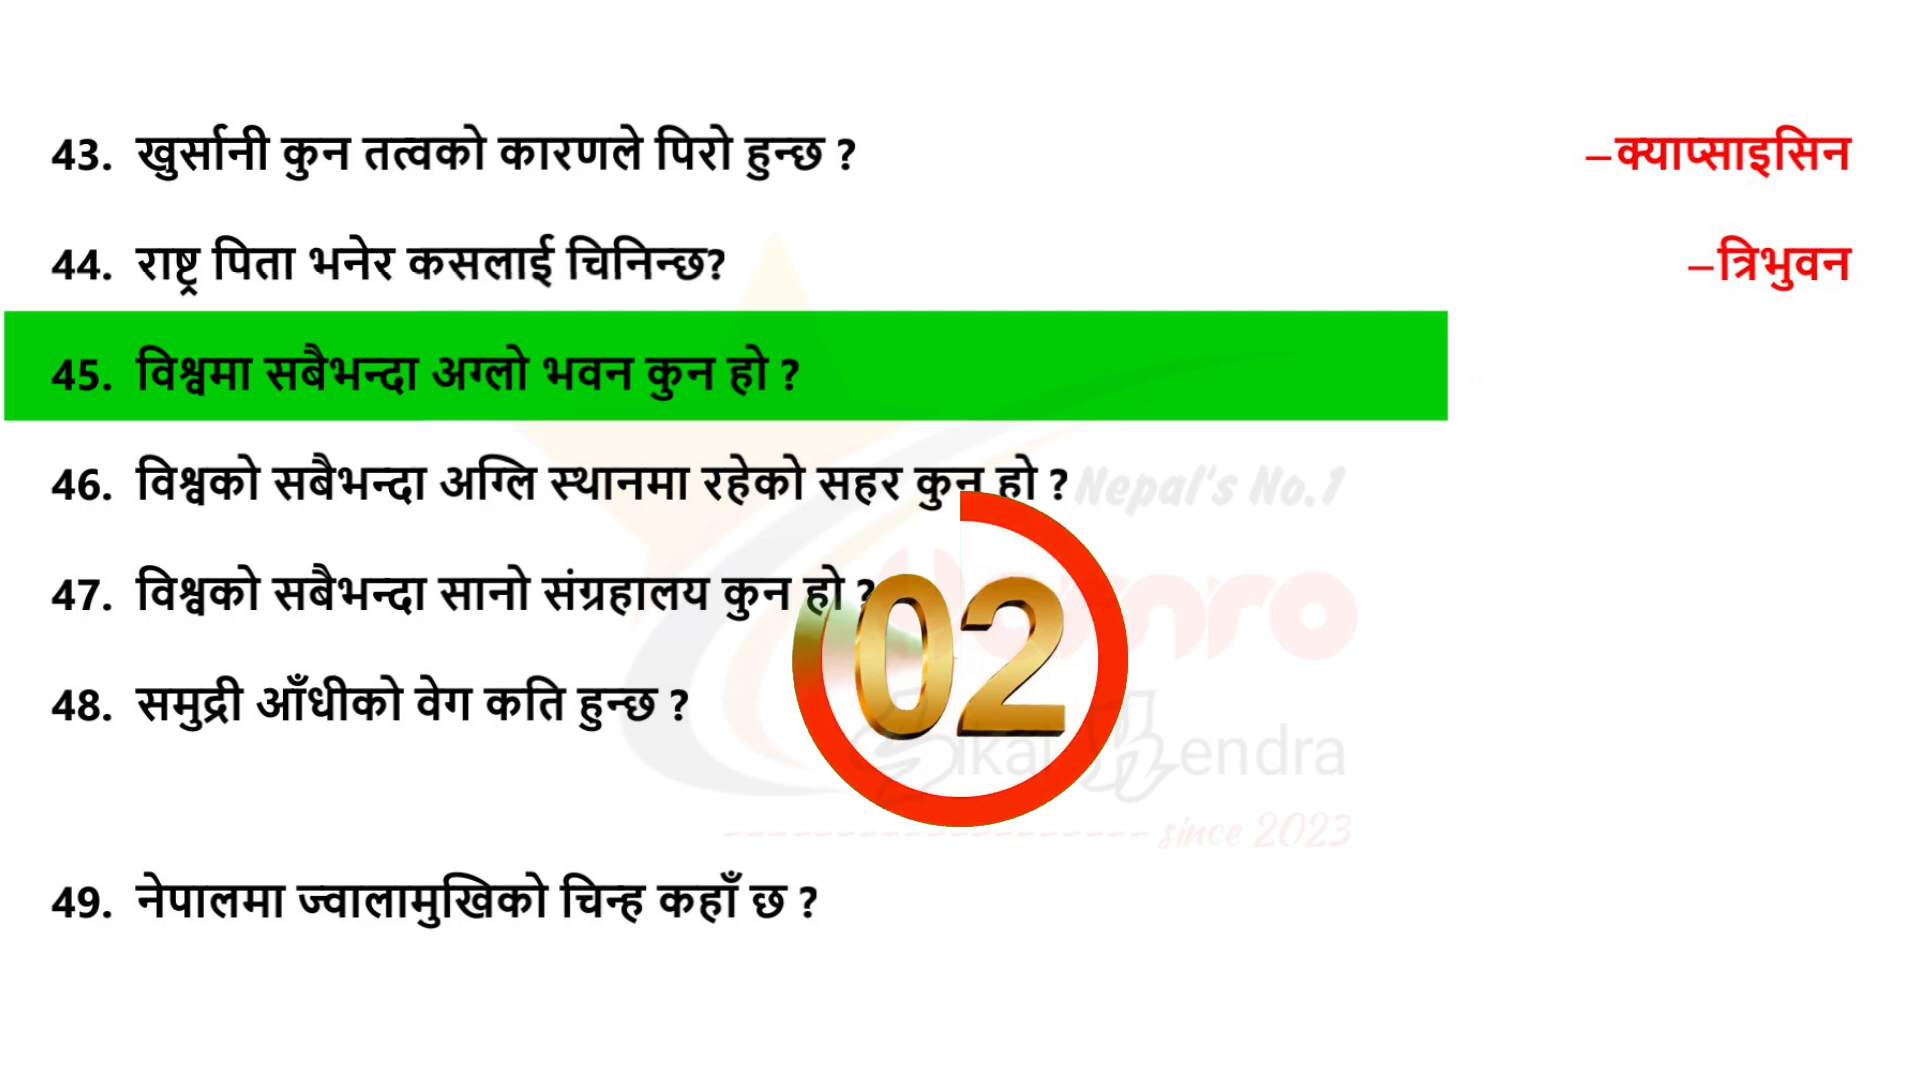 43. खुर्सानी कुन तत्वको कारणले पिरो हुन्छ ? –क्याप्साइसिन
44. राष्ट्र पिता भनेर कसलाई चिनिन्छ? –त्रिभुवन
45. विश्वमा सबैभन्दा अग्लो भवन कुन हो ?
46. विश्वको सबैभन्दा अग्लि स्थानमा रहेको सहर कुन हो ?
Nepal's No.1
47. विश्वको सबैभन्दा सानो संग्रहालय कुन हो ?
02
48. समुद्री आँधीको वेग कति हुन्छ ?
since 2023
49. नेपालमा ज्वालामुखिको चिन्ह कहाँ छ ?